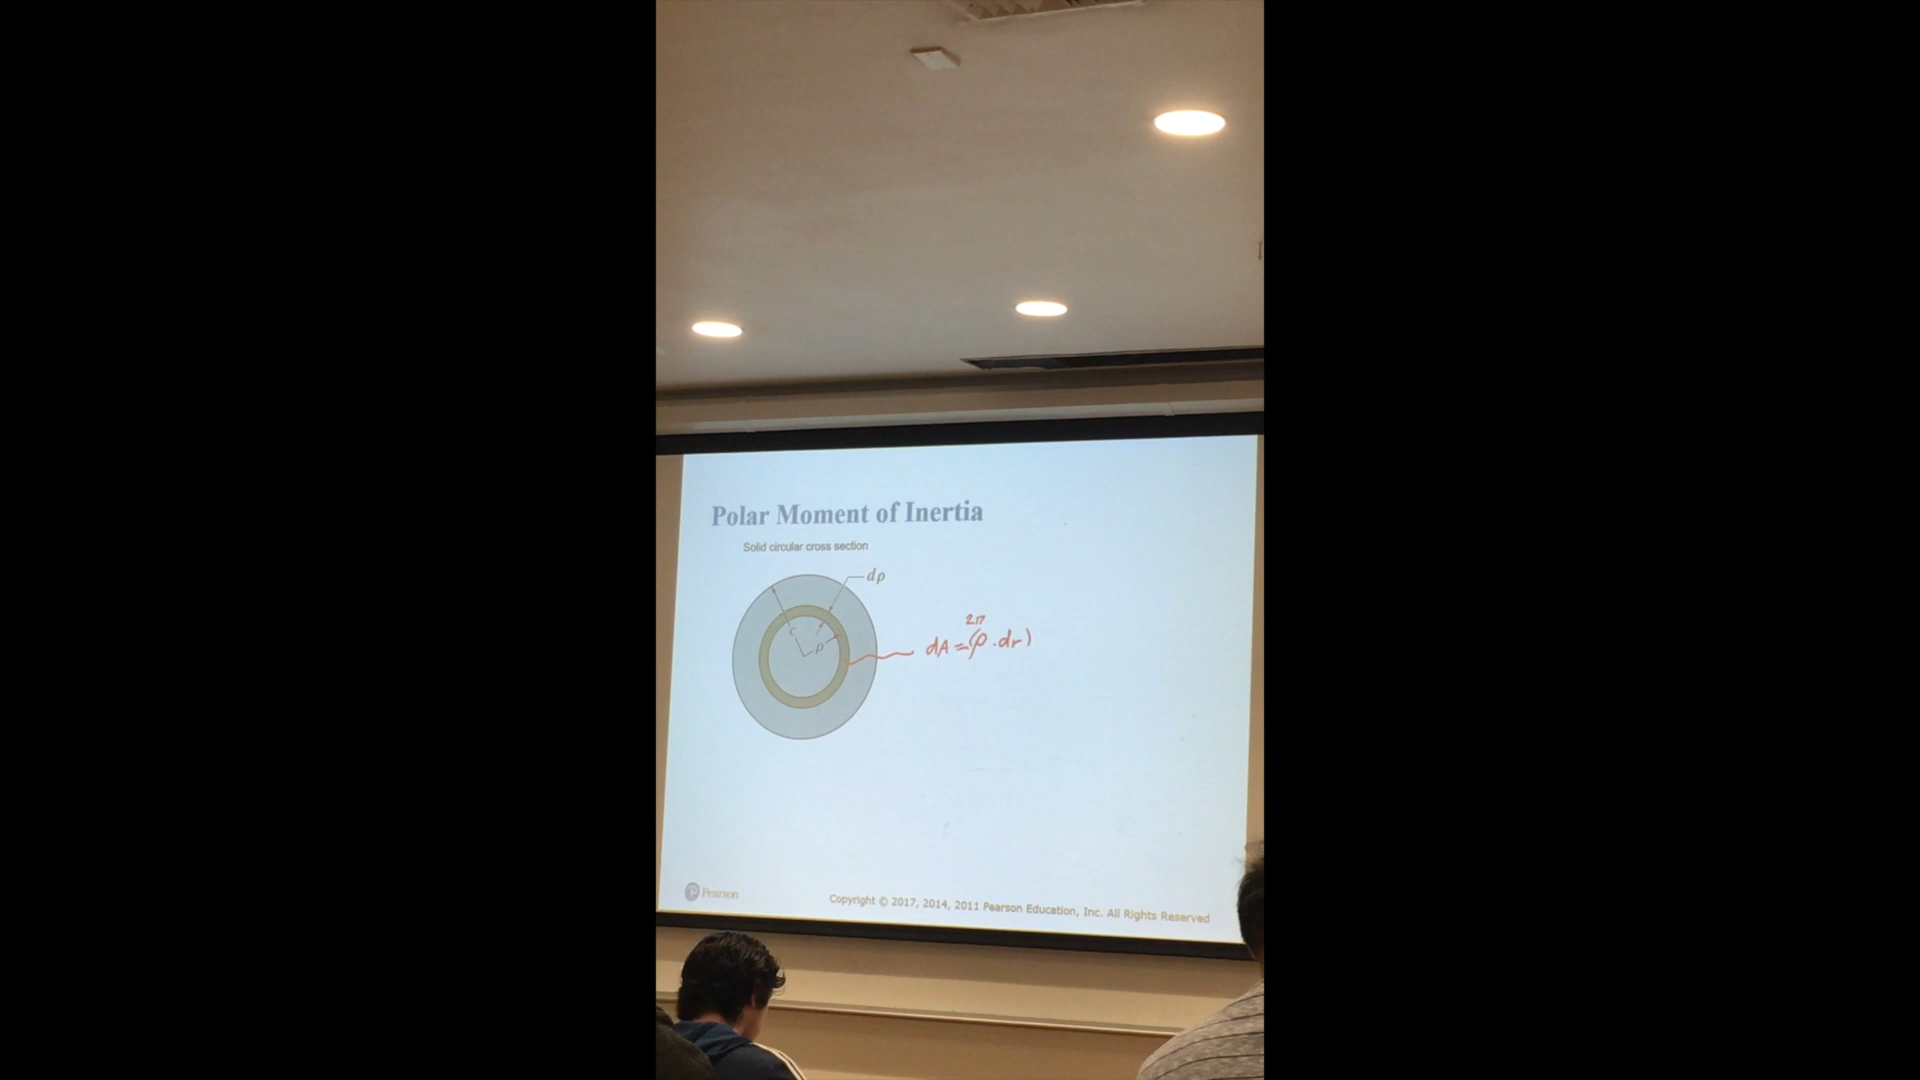 Polar Moment of Inertia
Solid circular cross section
dρ
c
ρ
2π
dA = (ρ . dr)
Pearson
Copyright © 2017, 2014, 2011 Pearson Education, Inc. All Rights Reserved